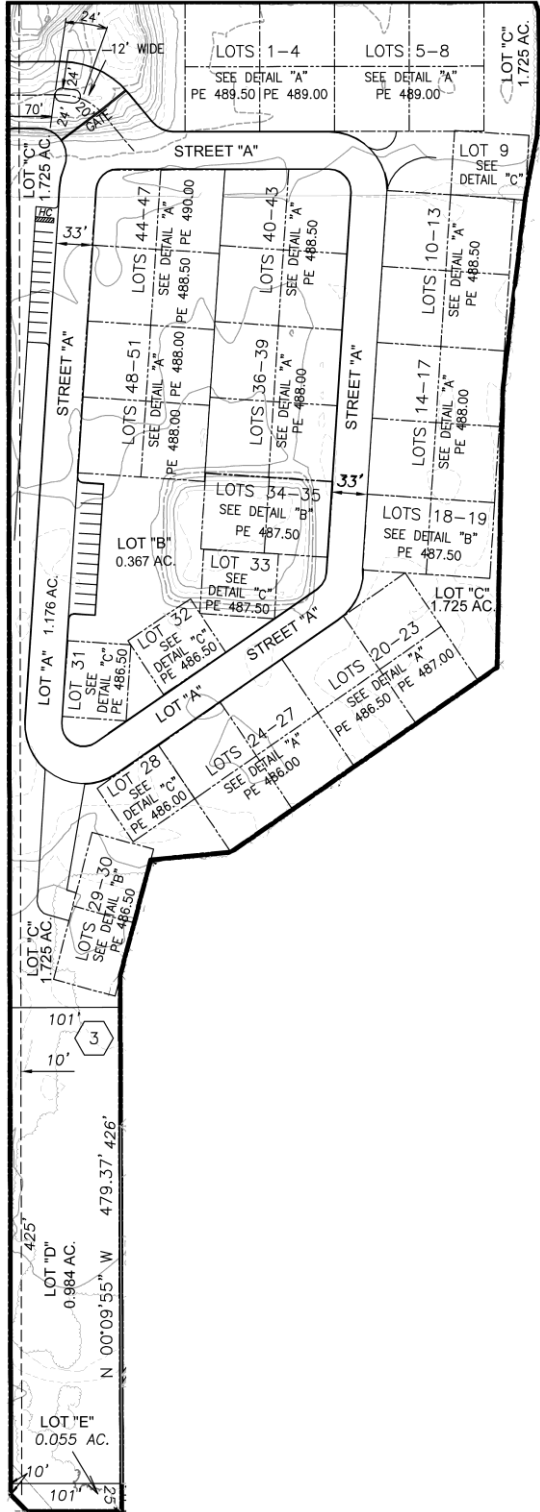 24'
12' WIDE
24'
70'
24'
20'
GATE
LOTS 1-4
SEE DETAIL "A"
PE 489.50
PE 489.00
LOTS 5-8
SEE DETAIL "A"
PE 489.00
LOT "C"
1.725 AC.
LOT "C"
1.725 AC.
STREET "A"
LOT 9
SEE
DETAIL "C"
HC
33'
LOTS 44-47
SEE DETAIL "A"
PE 488.50
PE 490.00
LOTS 40-43
SEE DETAIL "A"
PE 488.50
LOTS 10-13
SEE DETAIL "A"
PE 488.50
STREET "A"
LOTS 48-51
SEE DETAIL "A"
PE 488.00
PE 488.00
LOTS 36-39
SEE DETAIL "A"
PE 488.00
STREET "A"
LOTS 14-17
SEE DETAIL "A"
PE 488.00
33'
LOTS 34-35
SEE DETAIL "B"
PE 487.50
LOTS 18-19
SEE DETAIL "B"
PE 487.50
LOT "B"
0.367 AC.
LOT 33
SEE
DETAIL "C"
PE 487.50
LOT "C"
1.725 AC.
LOT "A" 1.176 AC.
LOT 32
SEE
DETAIL "C"
PE 486.50
LOT 31
SEE
DETAIL "C"
PE 486.50
STREET "A"
LOT "A"
LOTS 20-23
SEE DETAIL "A"
PE 486.50
PE 487.00
LOTS 24-27
SEE DETAIL "A"
PE 486.00
LOT 28
SEE
DETAIL "C"
PE 486.00
LOTS 29-30
SEE DETAIL "B"
PE 486.50
LOT "C"
1.725 AC.
101'
3
10'
426'
479.37'
N 00°09'55" W
425'
LOT "D"
0.984 AC.
LOT "E"
0.055 AC.
10'
101'
25'